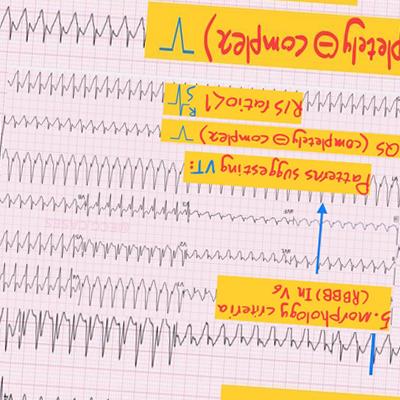 5. morphology criteria
(RBBB) In V6
Patterns suggesting VT:
QS (completely ⊖ complex)
R/S ratio <1
R
S
pletely ⊖ complex)